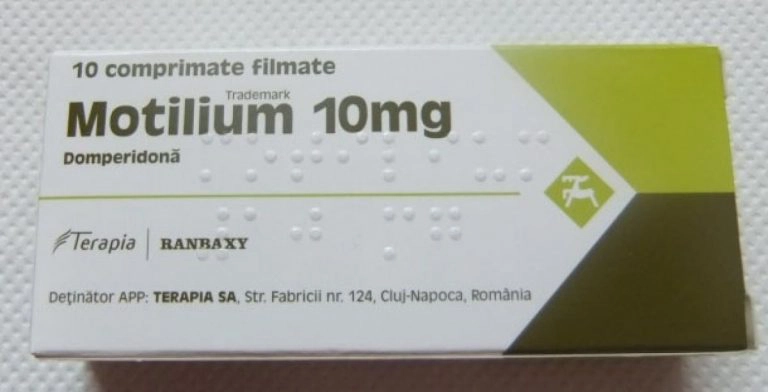 10 comprimate filmate
Trademark
Motilium 10mg
Domperidonă
Terapia RANBAXY
Deţinător APP: TERAPIA SA, Str. Fabricii nr. 124, Cluj-Napoca, România